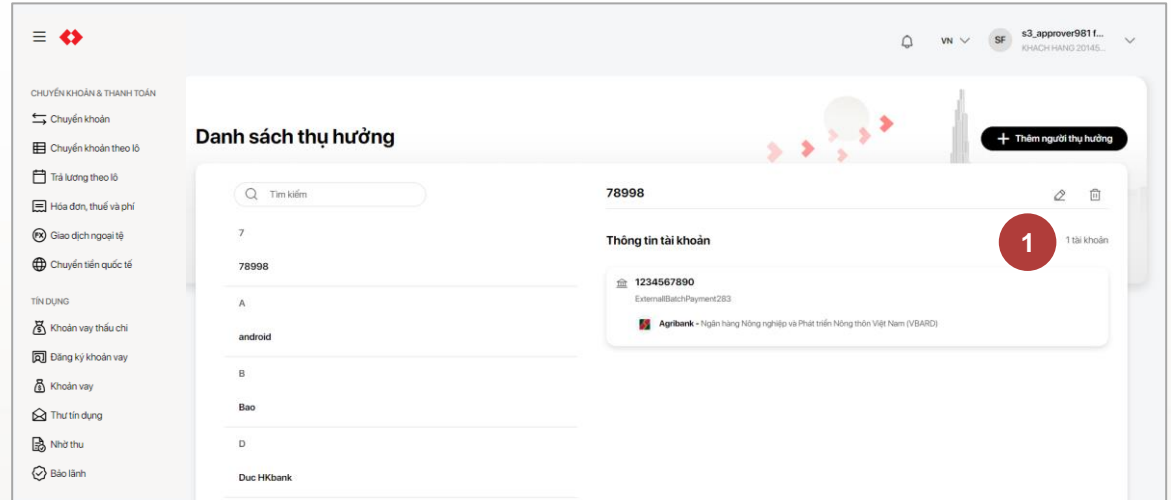 VN
SF
s3_approver981 f...
KHACH HANG 20145...
CHUYỂN KHOẢN & THANH TOÁN
Chuyển khoản
Chuyển khoản theo lô
Trả lương theo lô
Hóa đơn, thuế và phí
FX Giao dịch ngoại tệ
Chuyển tiền quốc tế
TÍN DỤNG
Khoản vay thấu chi
Đăng ký khoản vay
Khoản vay
Thư tín dụng
Nhờ thu
Bảo lãnh
Danh sách thụ hưởng
Thêm người thụ hưởng
Tìm kiếm
7
78998
A
android
B
Bao
D
Duc HKbank
78998
Thông tin tài khoản
1
1 tài khoản
1234567890
ExternalBatchPayment283
Agribank - Ngân hàng Nông nghiệp và Phát triển Nông thôn Việt Nam (VBARD)